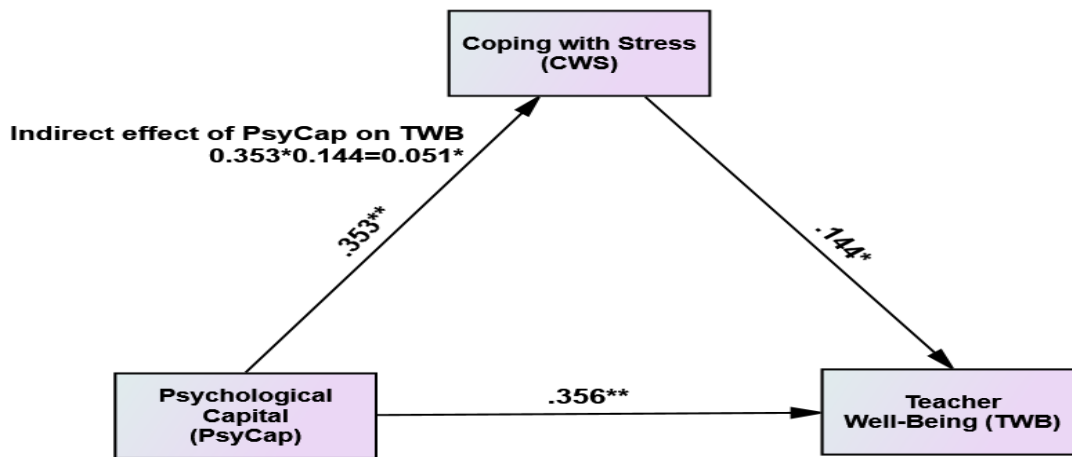 Coping with Stress
(CWS)
Indirect effect of PsyCap on TWB
0.353*0.144=0.051*
.353**
.144*
.356**
Psychological
Capital
(PsyCap)
Teacher
Well-Being (TWB)